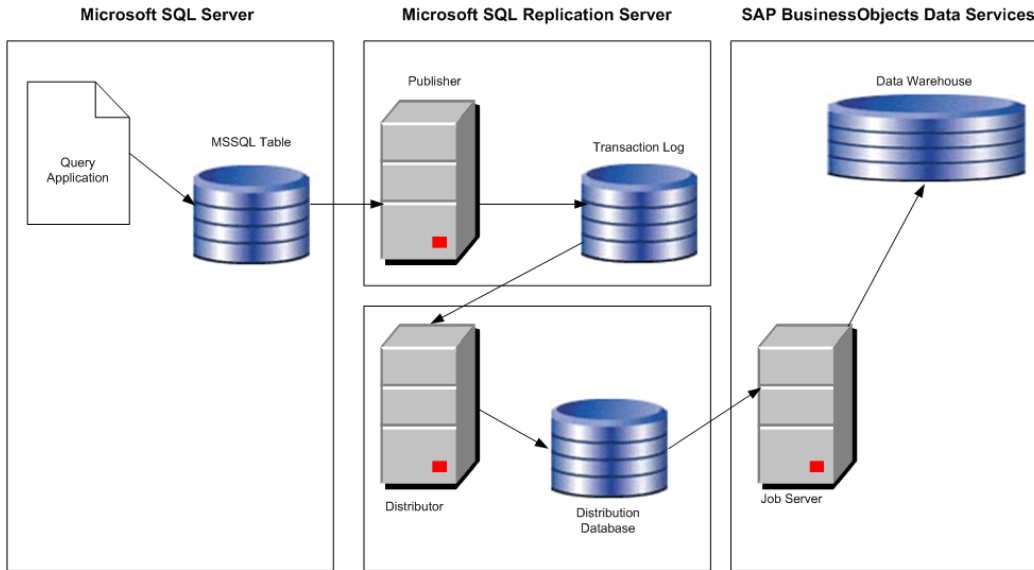 Microsoft SQL Server
Microsoft SQL Replication Server
SAP BusinessObjects Data Services
Query
Application
MSSQL Table
Publisher
Transaction Log
Data Warehouse
Distributor
Distribution
Database
Job Server